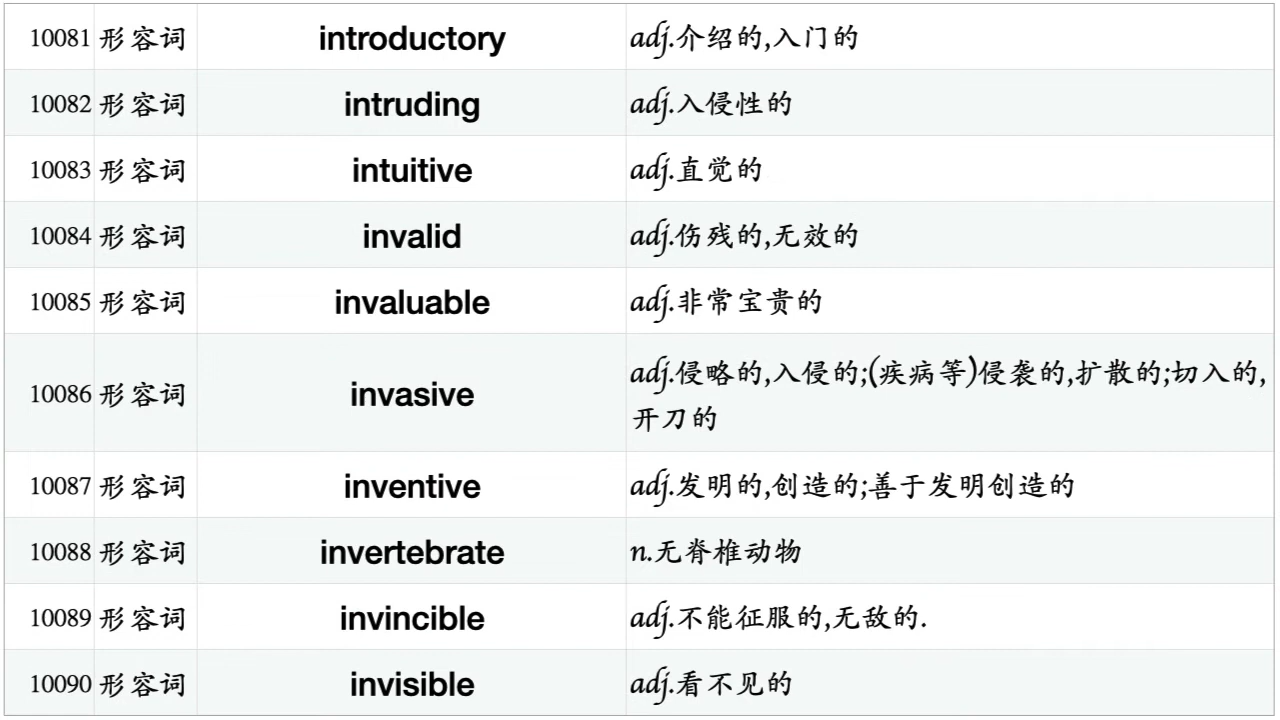 10081 形容词 introductory adj.介绍的,入门的
10082 形容词 intruding adj.入侵性的
10083 形容词 intuitive adj.直觉的
10084 形容词 invalid adj.伤残的,无效的
10085 形容词 invaluable adj.非常宝贵的
10086 形容词 invasive adj.侵略的,入侵的;(疾病等)侵袭的,扩散的;切入的,
开刀的
10087 形容词 inventive adj.发明的,创造的;善于发明创造的
10088 形容词 invertebrate n.无脊椎动物
10089 形容词 invincible adj.不能征服的,无敌的.
10090 形容词 invisible adj.看不见的